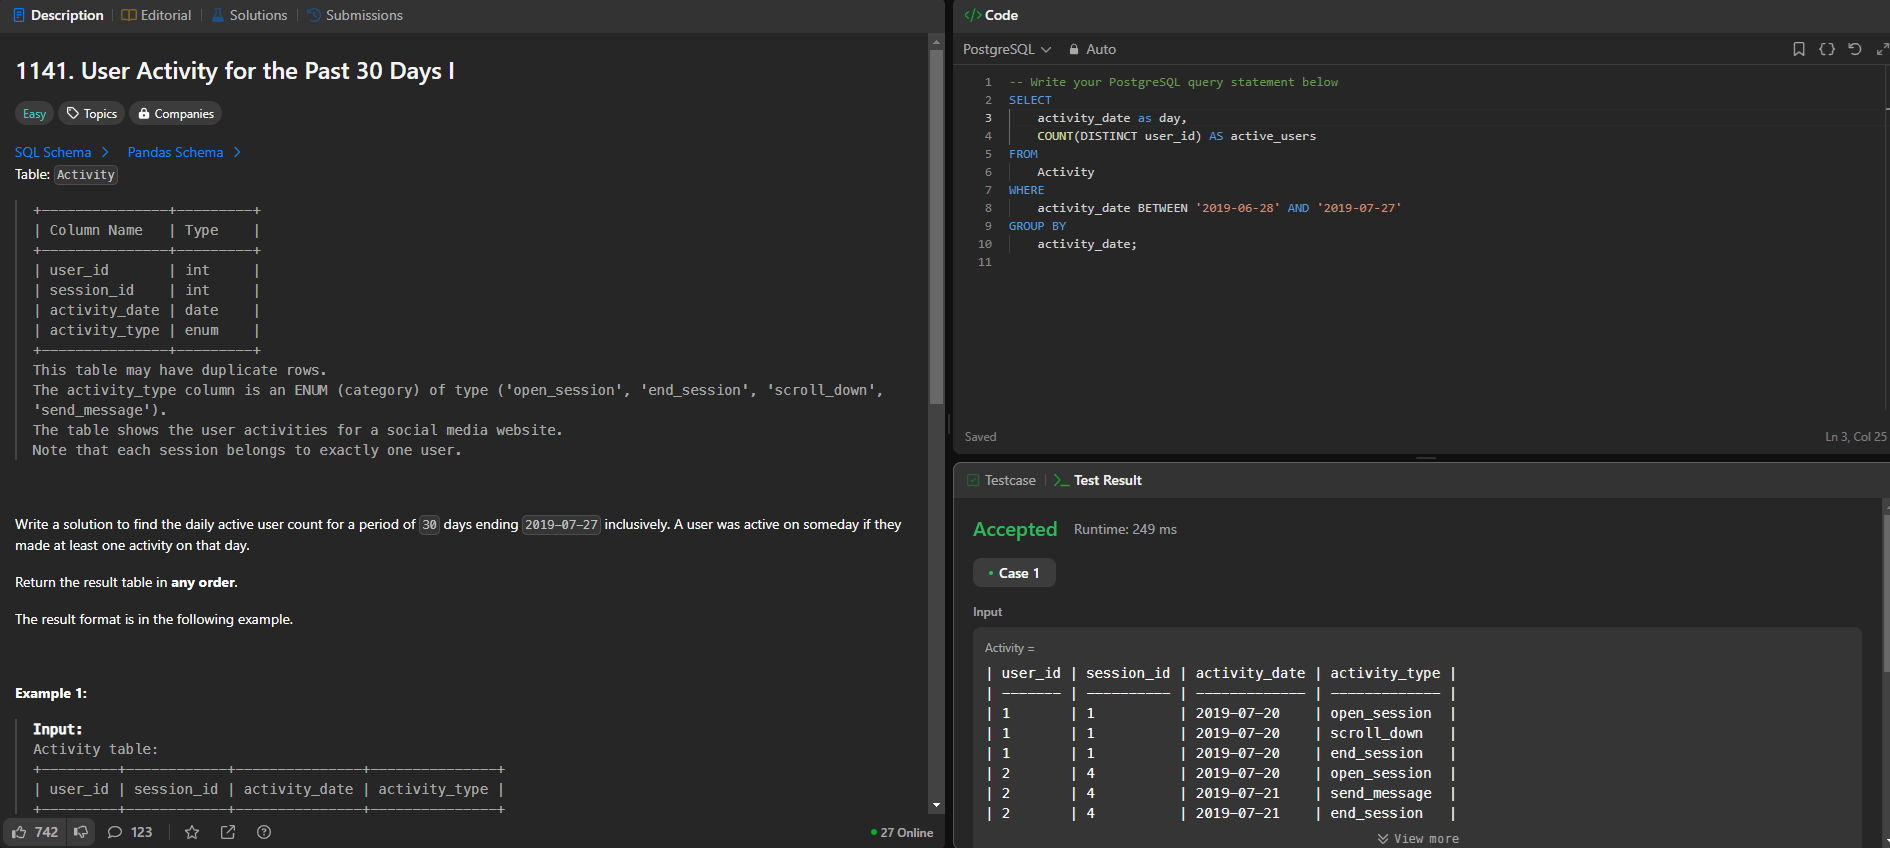 Description | Editorial | Solutions | Submissions
1141. User Activity for the Past 30 Days I
Easy Topics Companies
SQL Schema > Pandas Schema >
Table: Activity
+---------------+---------+
| Column Name   | Type    |
+---------------+---------+
| user_id       | int     |
| session_id    | int     |
| activity_date | date    |
| activity_type | enum    |
+---------------+---------+
This table may have duplicate rows.
The activity_type column is an ENUM (category) of type ('open_session', 'end_session', 'scroll_down',
'send_message').
The table shows the user activities for a social media website.
Note that each session belongs to exactly one user.
Write a solution to find the daily active user count for a period of 30 days ending 2019-07-27 inclusively. A user was active on someday if they
made at least one activity on that day.
Return the result table in any order.
The result format is in the following example.
Example 1:
Input:
Activity table:
+---------+------------+---------------+---------------+
| user_id | session_id | activity_date | activity_type |
+---------+------------+---------------+---------------+
742 123 27 Online
</> Code
PostgreSQL Auto
1 -- Write your PostgreSQL query statement below
2 SELECT
3     activity_date as day,
4     COUNT(DISTINCT user_id) AS active_users
5 FROM
6     Activity
7 WHERE
8     activity_date BETWEEN '2019-06-28' AND '2019-07-27'
9 GROUP BY
10     activity_date;
11
Saved Ln 3, Col 25
Testcase | >_ Test Result
Accepted Runtime: 249 ms
• Case 1
Input
Activity =
| user_id | session_id | activity_date | activity_type |
| ------- | ---------- | ------------- | ------------- |
| 1       | 1          | 2019-07-20    | open_session  |
| 1       | 1          | 2019-07-20    | scroll_down   |
| 1       | 1          | 2019-07-20    | end_session   |
| 2       | 4          | 2019-07-20    | open_session  |
| 2       | 4          | 2019-07-21    | send_message  |
| 2       | 4          | 2019-07-21    | end_session   |
View more